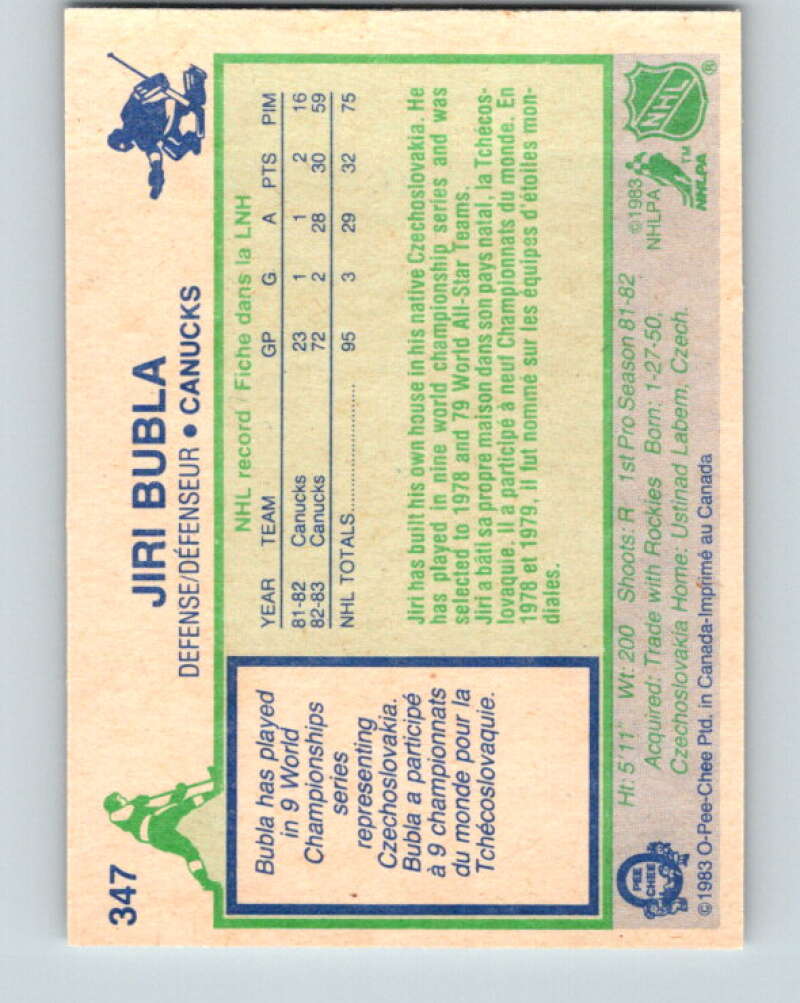 347
JIRI BUBLA
DEFENSE/DÉFENSEUR • CANUCKS
Bubla has played
in 9 World
Championships
series
representing
Czechoslovakia.
Bubla a participé
à 9 championnats
du monde pour la
Tchécoslovaquie.
NHL record / Fiche dans la LNH
YEAR TEAM GP G A PTS PIM
81-82 Canucks 23 1 1 2 16
82-83 Canucks 72 2 28 30 59
NHL TOTALS.................... 95 3 29 32 75
Jiri has built his own house in his native Czechoslovakia. He
has played in nine world championship series and was
selected to 1978 and 79 World All-Star Teams.
Jiri a bâti sa propre maison dans son pays natal, la Tchécos-
lovaquie. Il a participé à neuf Championnats du monde. En
1978 et 1979, il fut nommé sur les équipes d'étoiles mon-
diales.
Ht: 5'11" Wt: 200 Shoots: R 1st Pro Season 81-82
Acquired: Trade with Rockies Born: 1-27-50,
Czechoslovakia Home: Ustinad Labem, Czech.
©1983 O-Pee-Chee Ptd. in Canada-Imprimé au Canada
PEE
CHEE
©1983
NHLPA
NHL
®
TM
NHLPA